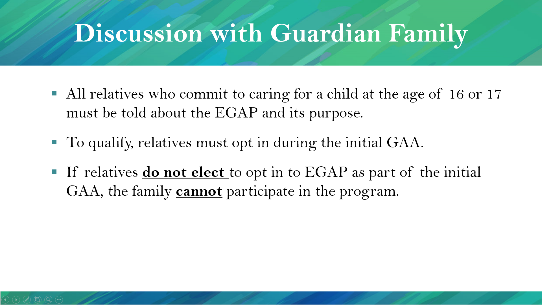 Discussion with Guardian Family
▪ All relatives who commit to caring for a child at the age of 16 or 17
must be told about the EGAP and its purpose.
▪ To qualify, relatives must opt in during the initial GAA.
▪ If relatives do not elect to opt in to EGAP as part of the initial
GAA, the family cannot participate in the program.